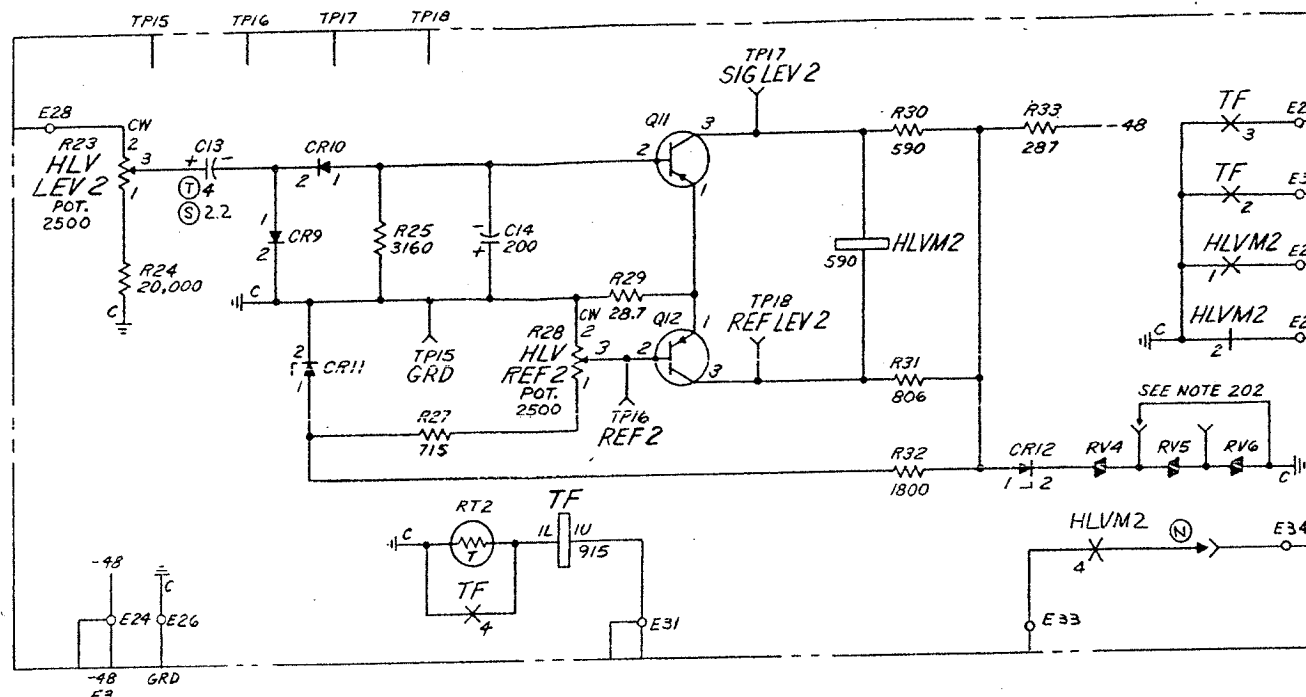 TP15 TP16 TP17 TP18
E28
CW
2
R23
HLV
LEV 2
POT.
2500
3
1
+ C13 -
Ⓣ 4
Ⓢ 2.2
CR10
2 1
1
2
CR9
R25
3160
-
+
C14
200
R24
20,000
C
C
2
1
CR11
TP15
GRD
R29
28.7
CW
2
R28
HLV
REF 2
POT.
2500
3
1
TP16
REF 2
R27
715
Q11
2
3
1
Q12
1
2
3
TP17
SIG LEV 2
TP18
REF LEV 2
R30
590
R33
287
-48
HLVM2
590
R31
806
R32
1800
CR12
1 2
RV4
RV5
RV6
C
SEE NOTE 202
TF
3
E2
TF
2
E3
HLVM2
1
E2
HLVM2
2
E2
C
RT2
T
C
TF
4
TF
1L 1U
915
E31
HLVM2
4
Ⓝ
E34
E33
-48
C
E24 E26
-48 GRD
E3